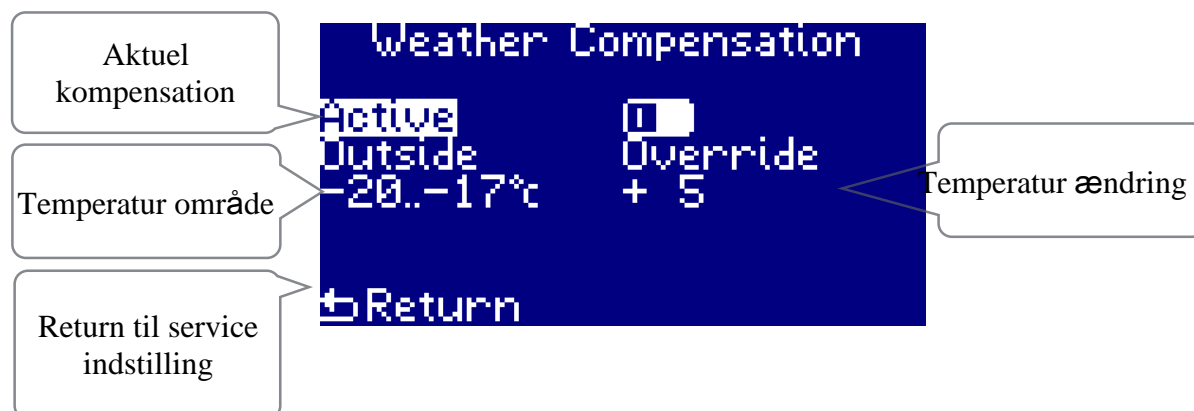 Weather Compensation
Aktuel
kompensation
Active
Outside Override
Temperatur område
-20..-17°c + 5
Temperatur ændring
Return
Return til service
indstilling